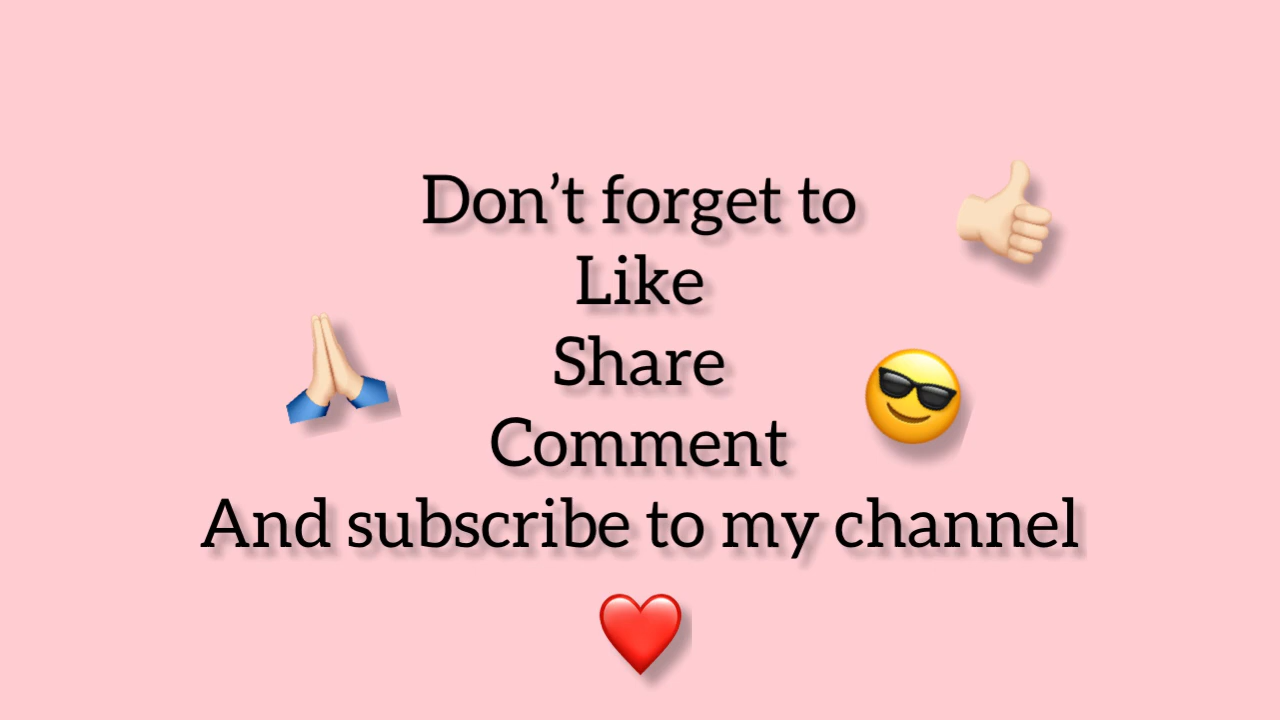 Don’t forget to
Like
Share
Comment
And subscribe to my channel